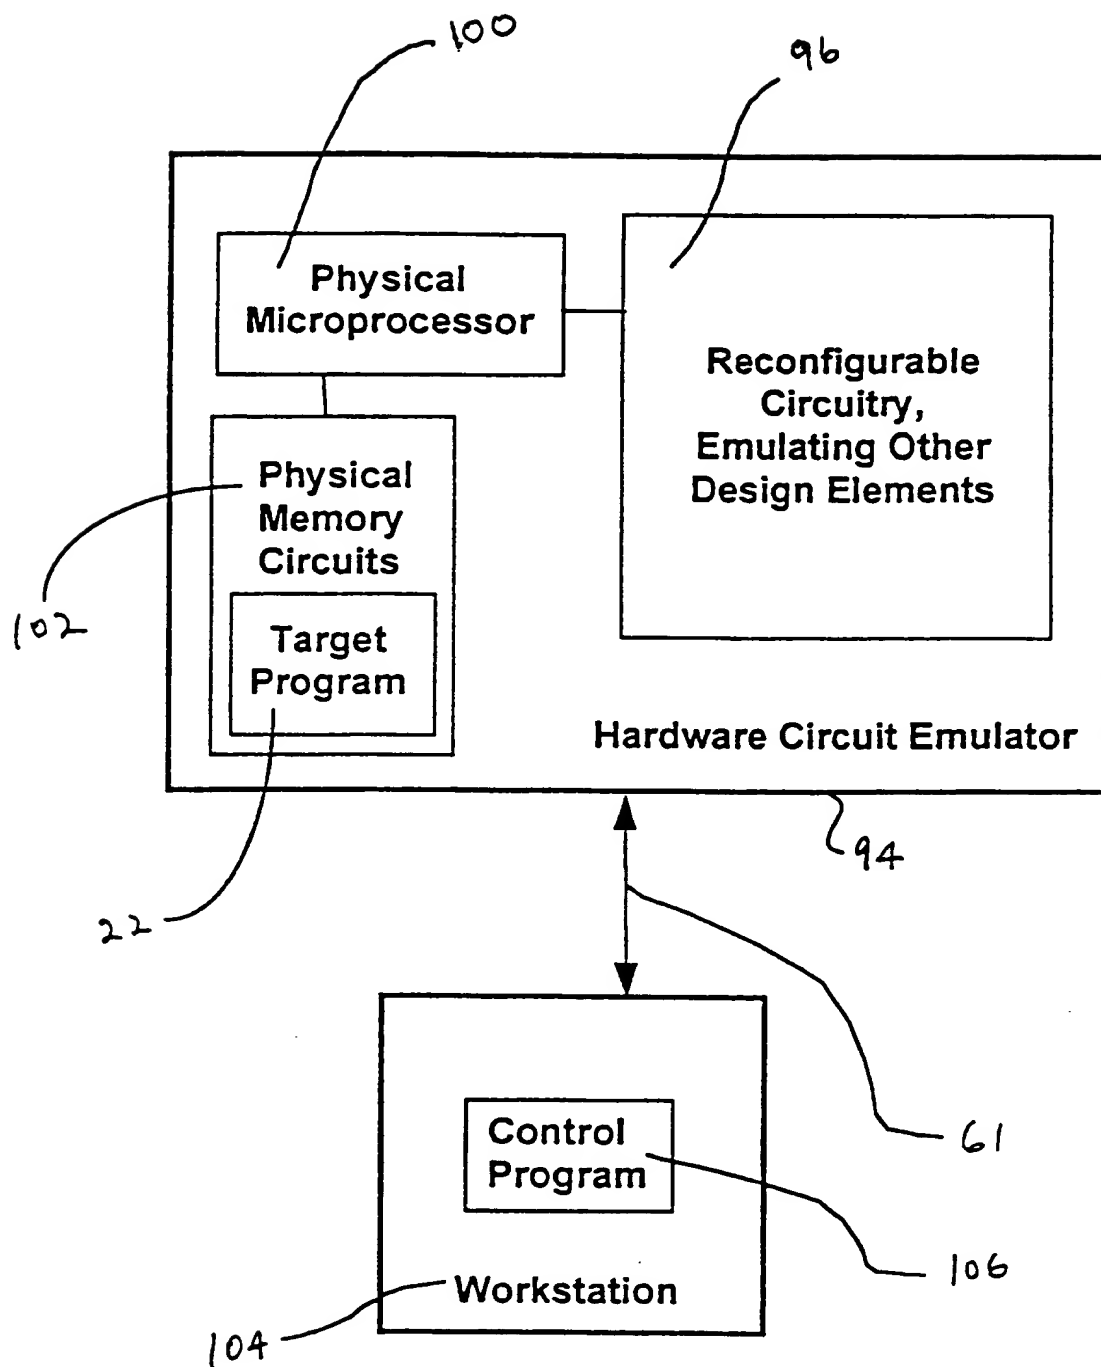 100
96
Physical
Microprocessor
Reconfigurable
Circuitry,
Emulating Other
Design Elements
Physical
Memory
Circuits
102
Target
Program
Hardware Circuit Emulator
94
22
Control
Program
61
106
Workstation
104